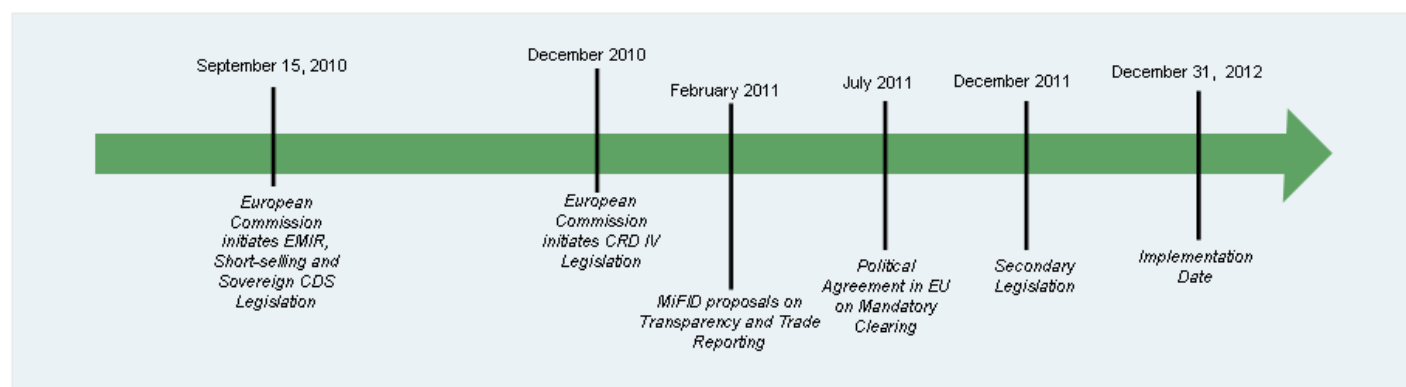 September 15, 2010
European
Commission
initiates EMIR,
Short-selling and
Sovereign CDS
Legislation
December 2010
European
Commission
initiates CRD IV
Legislation
February 2011
MiFID proposals on
Transparency and Trade
Reporting
July 2011
Political
Agreement in EU
on Mandatory
Clearing
December 2011
Secondary
Legislation
December 31, 2012
Implementation
Date